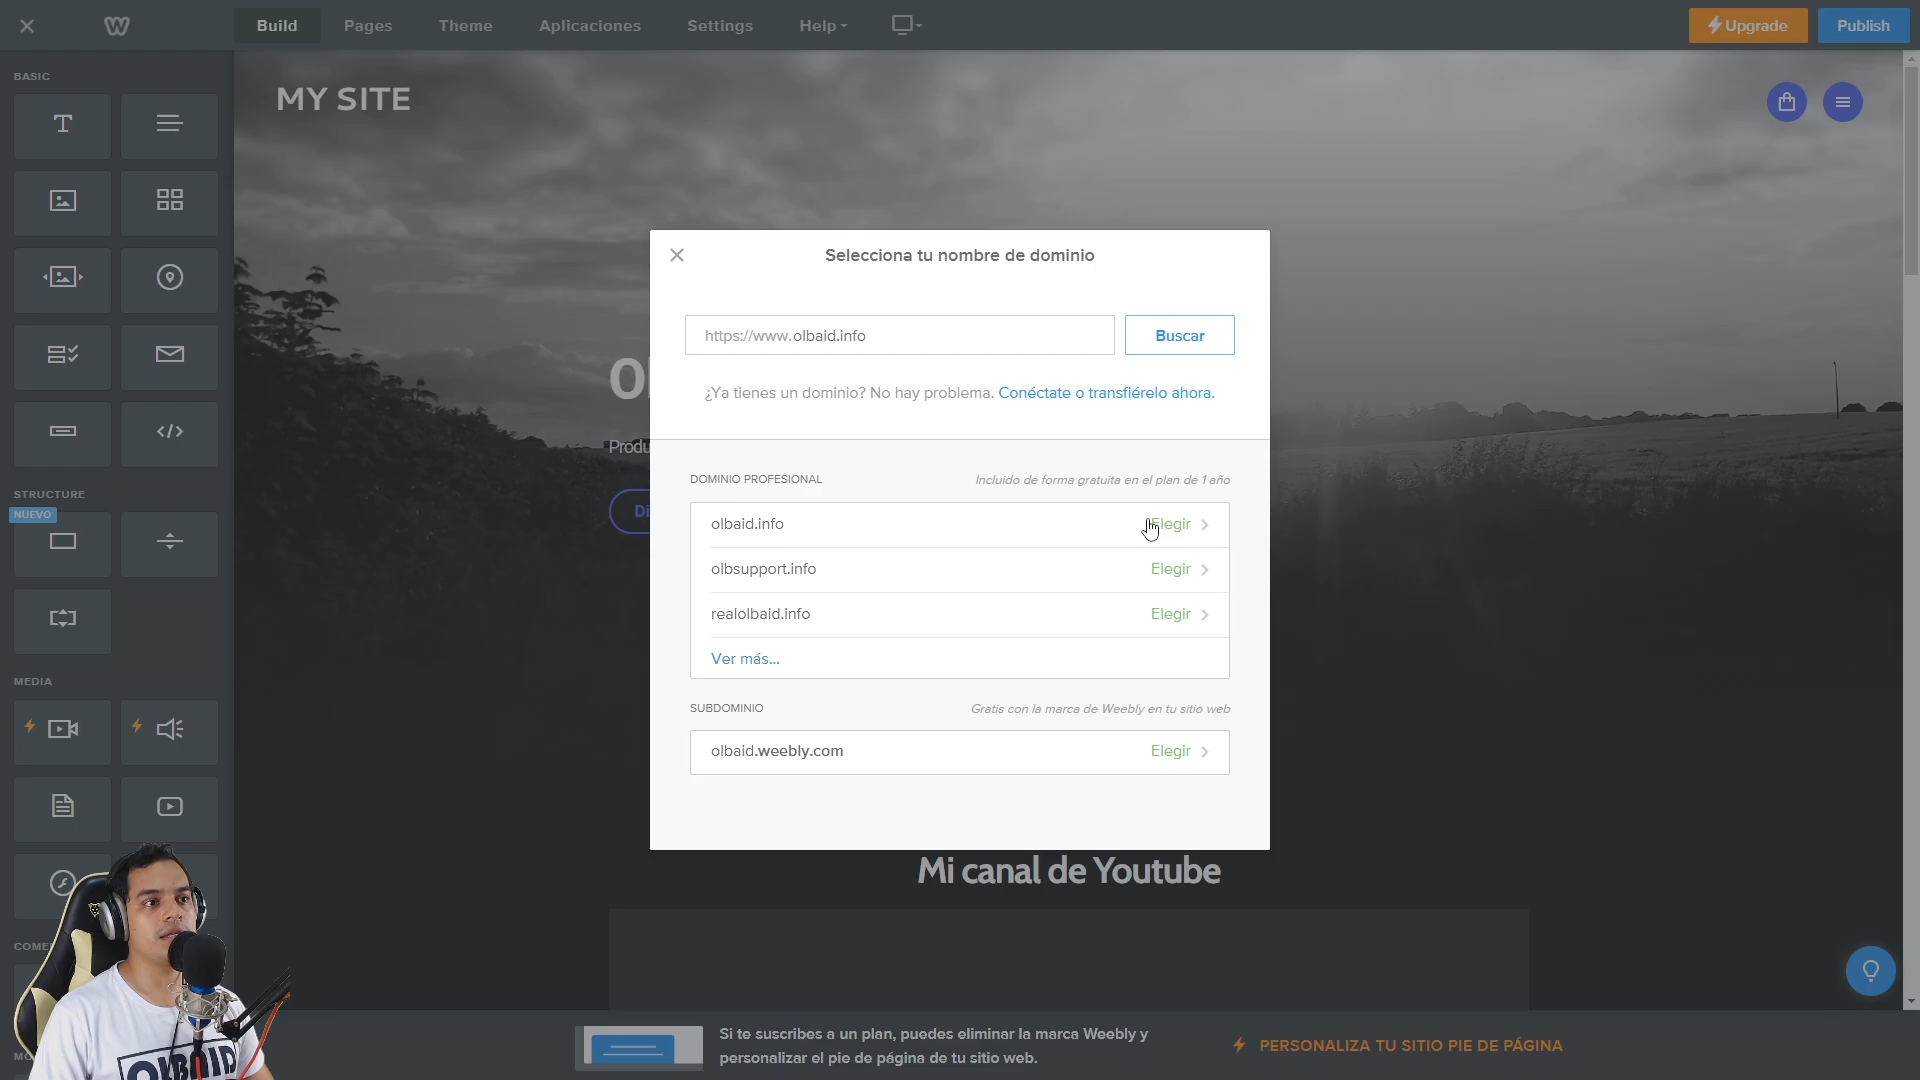 Build
Pages
Theme
Aplicaciones
Settings
Help
Upgrade
Publish
BASIC
MY SITE
Selecciona tu nombre de dominio
https://www.olbaid.info
Buscar
¿Ya tienes un dominio? No hay problema. Conéctate o transfiérelo ahora.
Produ
Di
DOMINIO PROFESIONAL
Incluido de forma gratuita en el plan de 1 año
olbaid.info
Elegir
olbsupport.info
Elegir
realolbaid.info
Elegir
Ver más...
SUBDOMINIO
Gratis con la marca de Weebly en tu sitio web
olbaid.weebly.com
Elegir
STRUCTURE
NUEVO
MEDIA
Mi canal de Youtube
COME
MO
OLBAID
Si te suscribes a un plan, puedes eliminar la marca Weebly y
personalizar el pie de página de tu sitio web.
PERSONALIZA TU SITIO PIE DE PÁGINA